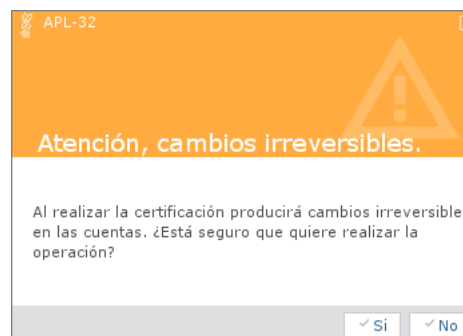 APL-32
Atención, cambios irreversibles.
Al realizar la certificación producirá cambios irreversible
en las cuentas. ¿Está seguro que quiere realizar la
operación?
Si No